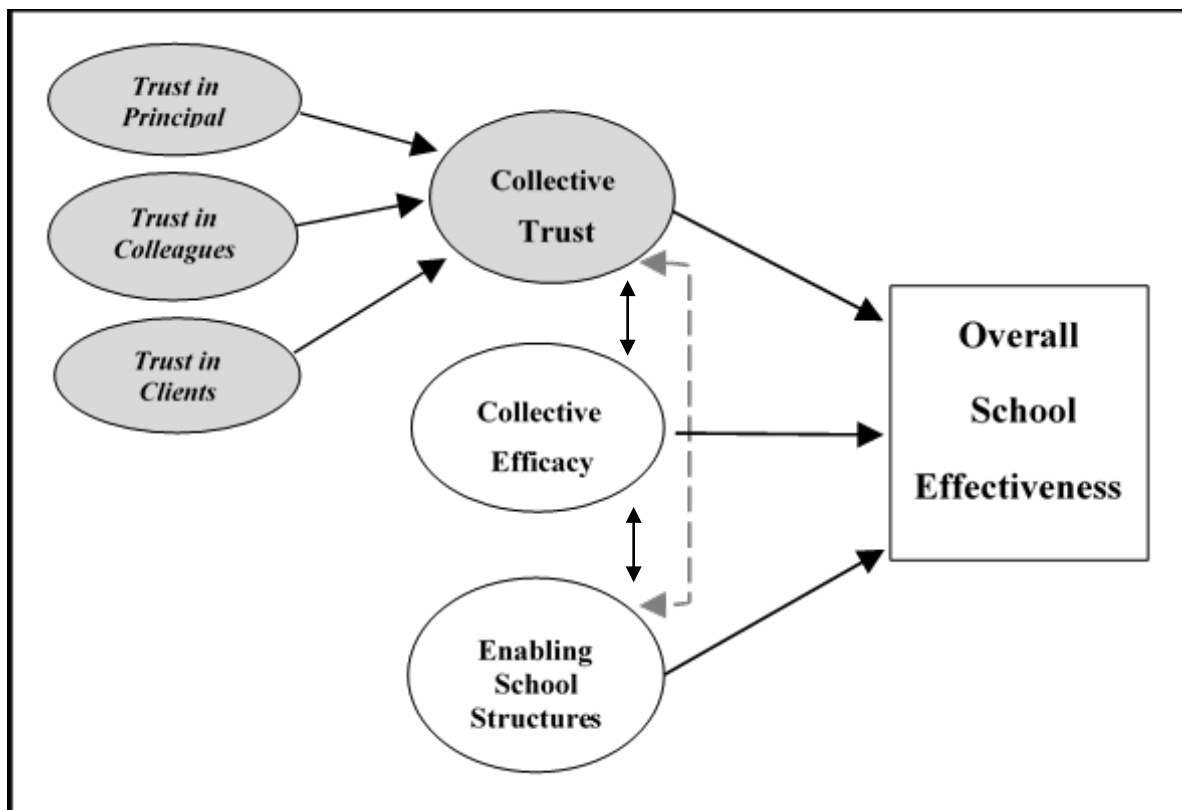 Trust in
Principal
Trust in
Colleagues
Trust in
Clients
Collective
Trust
Collective
Efficacy
Enabling
School
Structures
Overall
School
Effectiveness